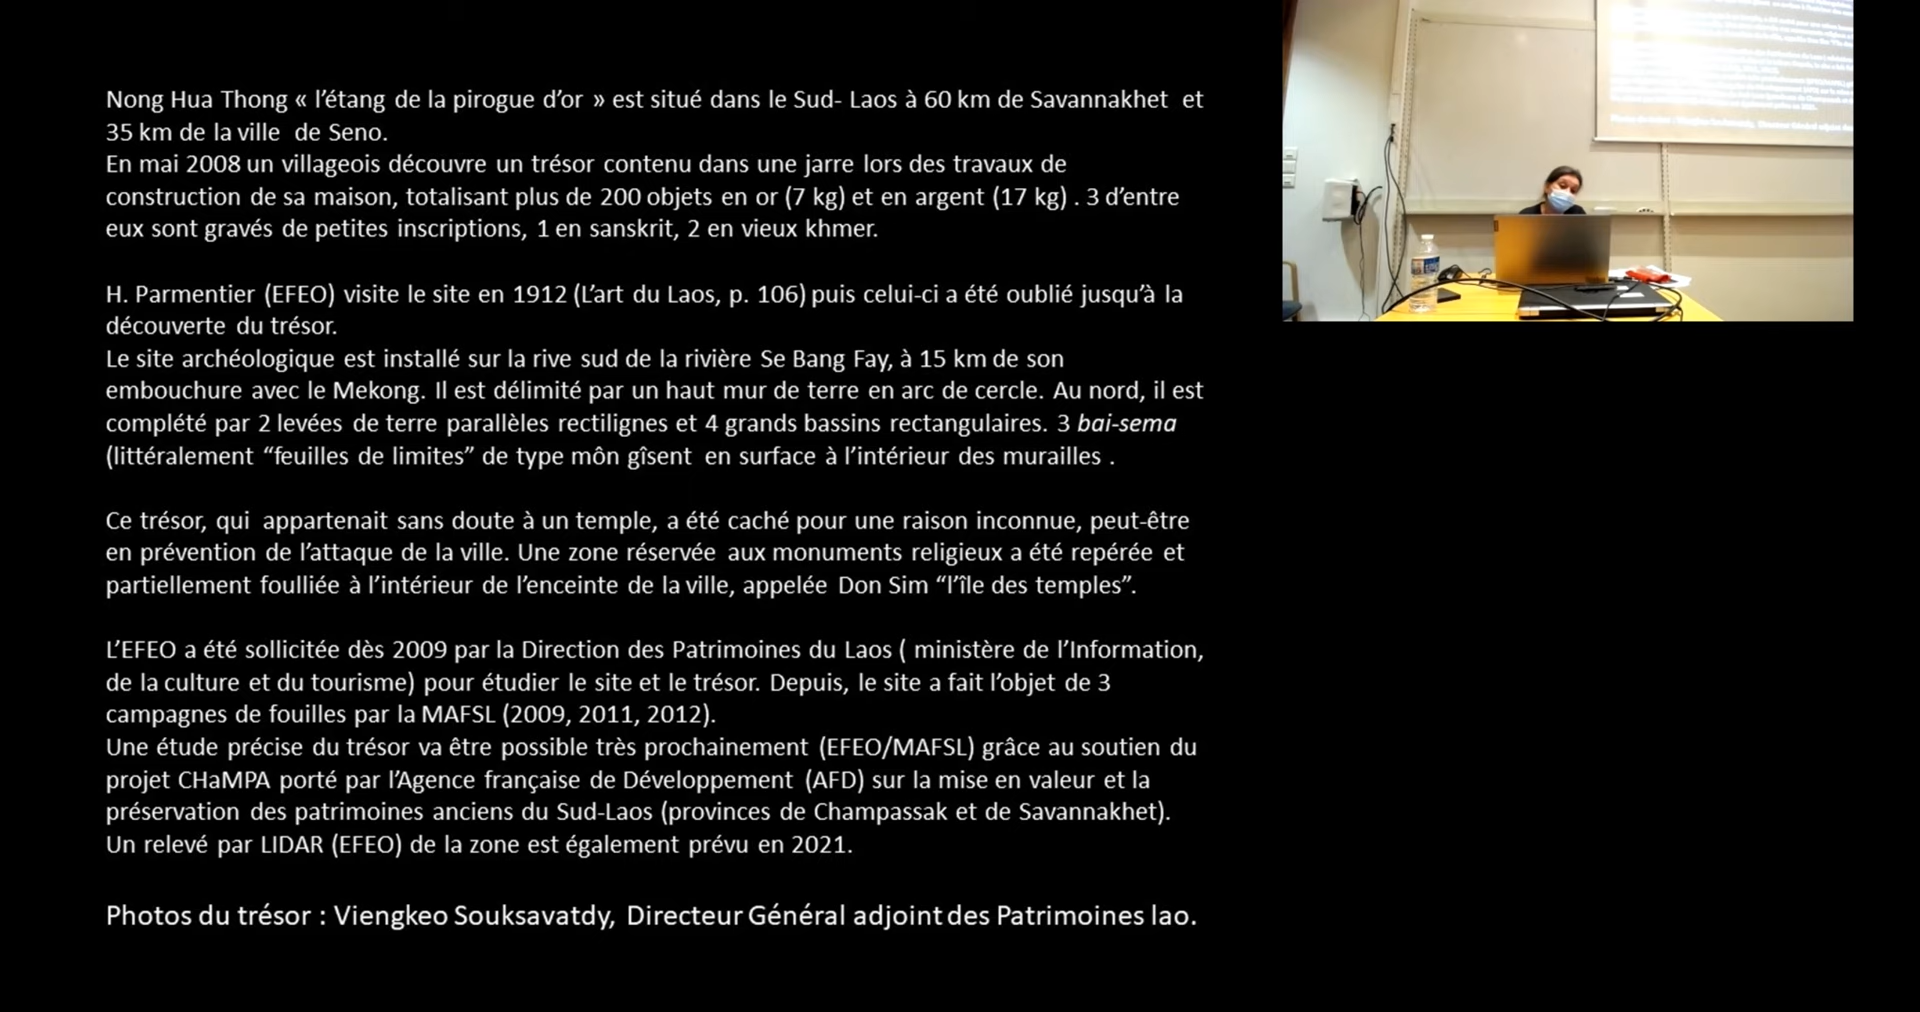 Nong Hua Thong « l’étang de la pirogue d’or » est situé dans le Sud- Laos à 60 km de Savannakhet et
35 km de la ville de Seno.
En mai 2008 un villageois découvre un trésor contenu dans une jarre lors des travaux de
construction de sa maison, totalisant plus de 200 objets en or (7 kg) et en argent (17 kg) . 3 d’entre
eux sont gravés de petites inscriptions, 1 en sanskrit, 2 en vieux khmer.
H. Parmentier (EFEO) visite le site en 1912 (L’art du Laos, p. 106) puis celui-ci a été oublié jusqu’à la
découverte du trésor.
Le site archéologique est installé sur la rive sud de la rivière Se Bang Fay, à 15 km de son
embouchure avec le Mekong. Il est délimité par un haut mur de terre en arc de cercle. Au nord, il est
complété par 2 levées de terre parallèles rectilignes et 4 grands bassins rectangulaires. 3 bai-sema
(littéralement “feuilles de limites” de type môn gîsent en surface à l’intérieur des murailles .
Ce trésor, qui appartenait sans doute à un temple, a été caché pour une raison inconnue, peut-être
en prévention de l’attaque de la ville. Une zone réservée aux monuments religieux a été repérée et
partiellement foulliée à l’intérieur de l’enceinte de la ville, appelée Don Sim “l’île des temples”.
L’EFEO a été sollicitée dès 2009 par la Direction des Patrimoines du Laos ( ministère de l’Information,
de la culture et du tourisme) pour étudier le site et le trésor. Depuis, le site a fait l’objet de 3
campagnes de fouilles par la MAFSL (2009, 2011, 2012).
Une étude précise du trésor va être possible très prochainement (EFEO/MAFSL) grâce au soutien du
projet CHaMPA porté par l’Agence française de Développement (AFD) sur la mise en valeur et la
préservation des patrimoines anciens du Sud-Laos (provinces de Champassak et de Savannakhet).
Un relevé par LIDAR (EFEO) de la zone est également prévu en 2021.
Photos du trésor : Viengkeo Souksavatdy, Directeur Général adjoint des Patrimoines lao.